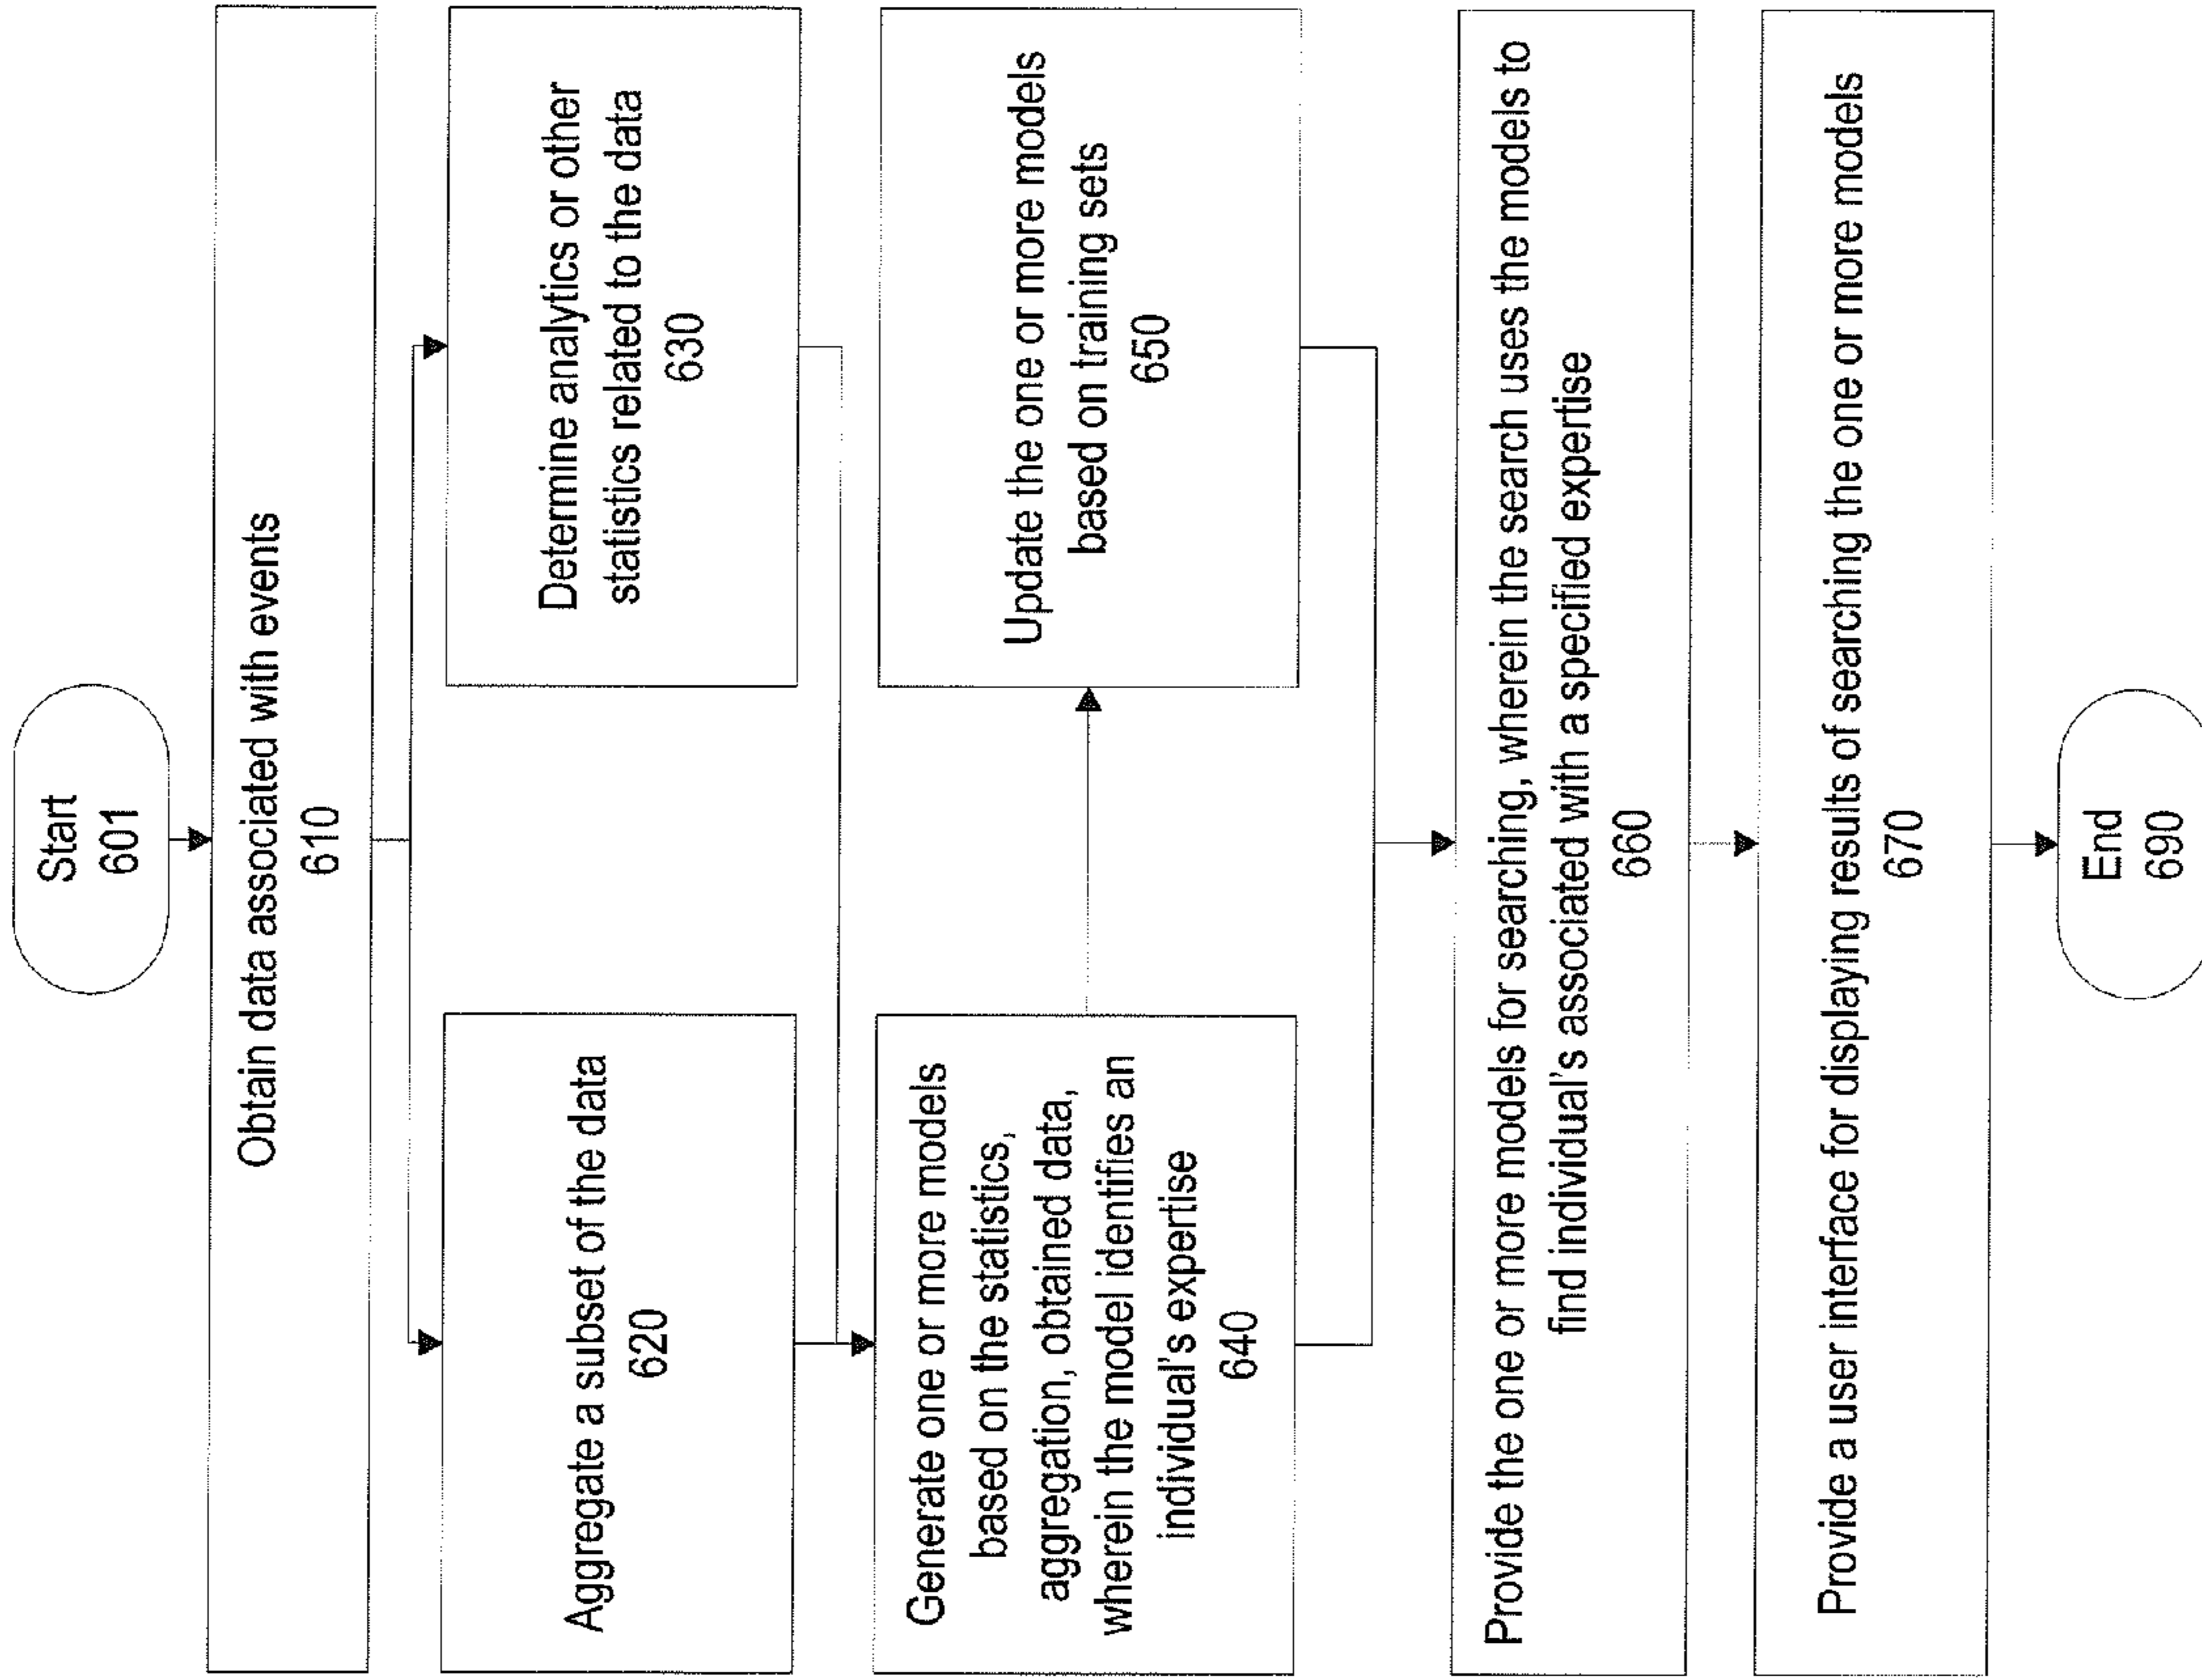 Start
601
Obtain data associated with events
610
Aggregate a subset of the data
620
Determine analytics or other
statistics related to the data
630
Generate one or more models
based on the statistics,
aggregation, obtained data,
wherein the model identifies an
individual's expertise
640
Update the one or more models
based on training sets
650
Provide the one or more models for searching, wherein the search uses the models to
find individual's associated with a specified expertise
660
Provide a user interface for displaying results of searching the one or more models
670
End
690